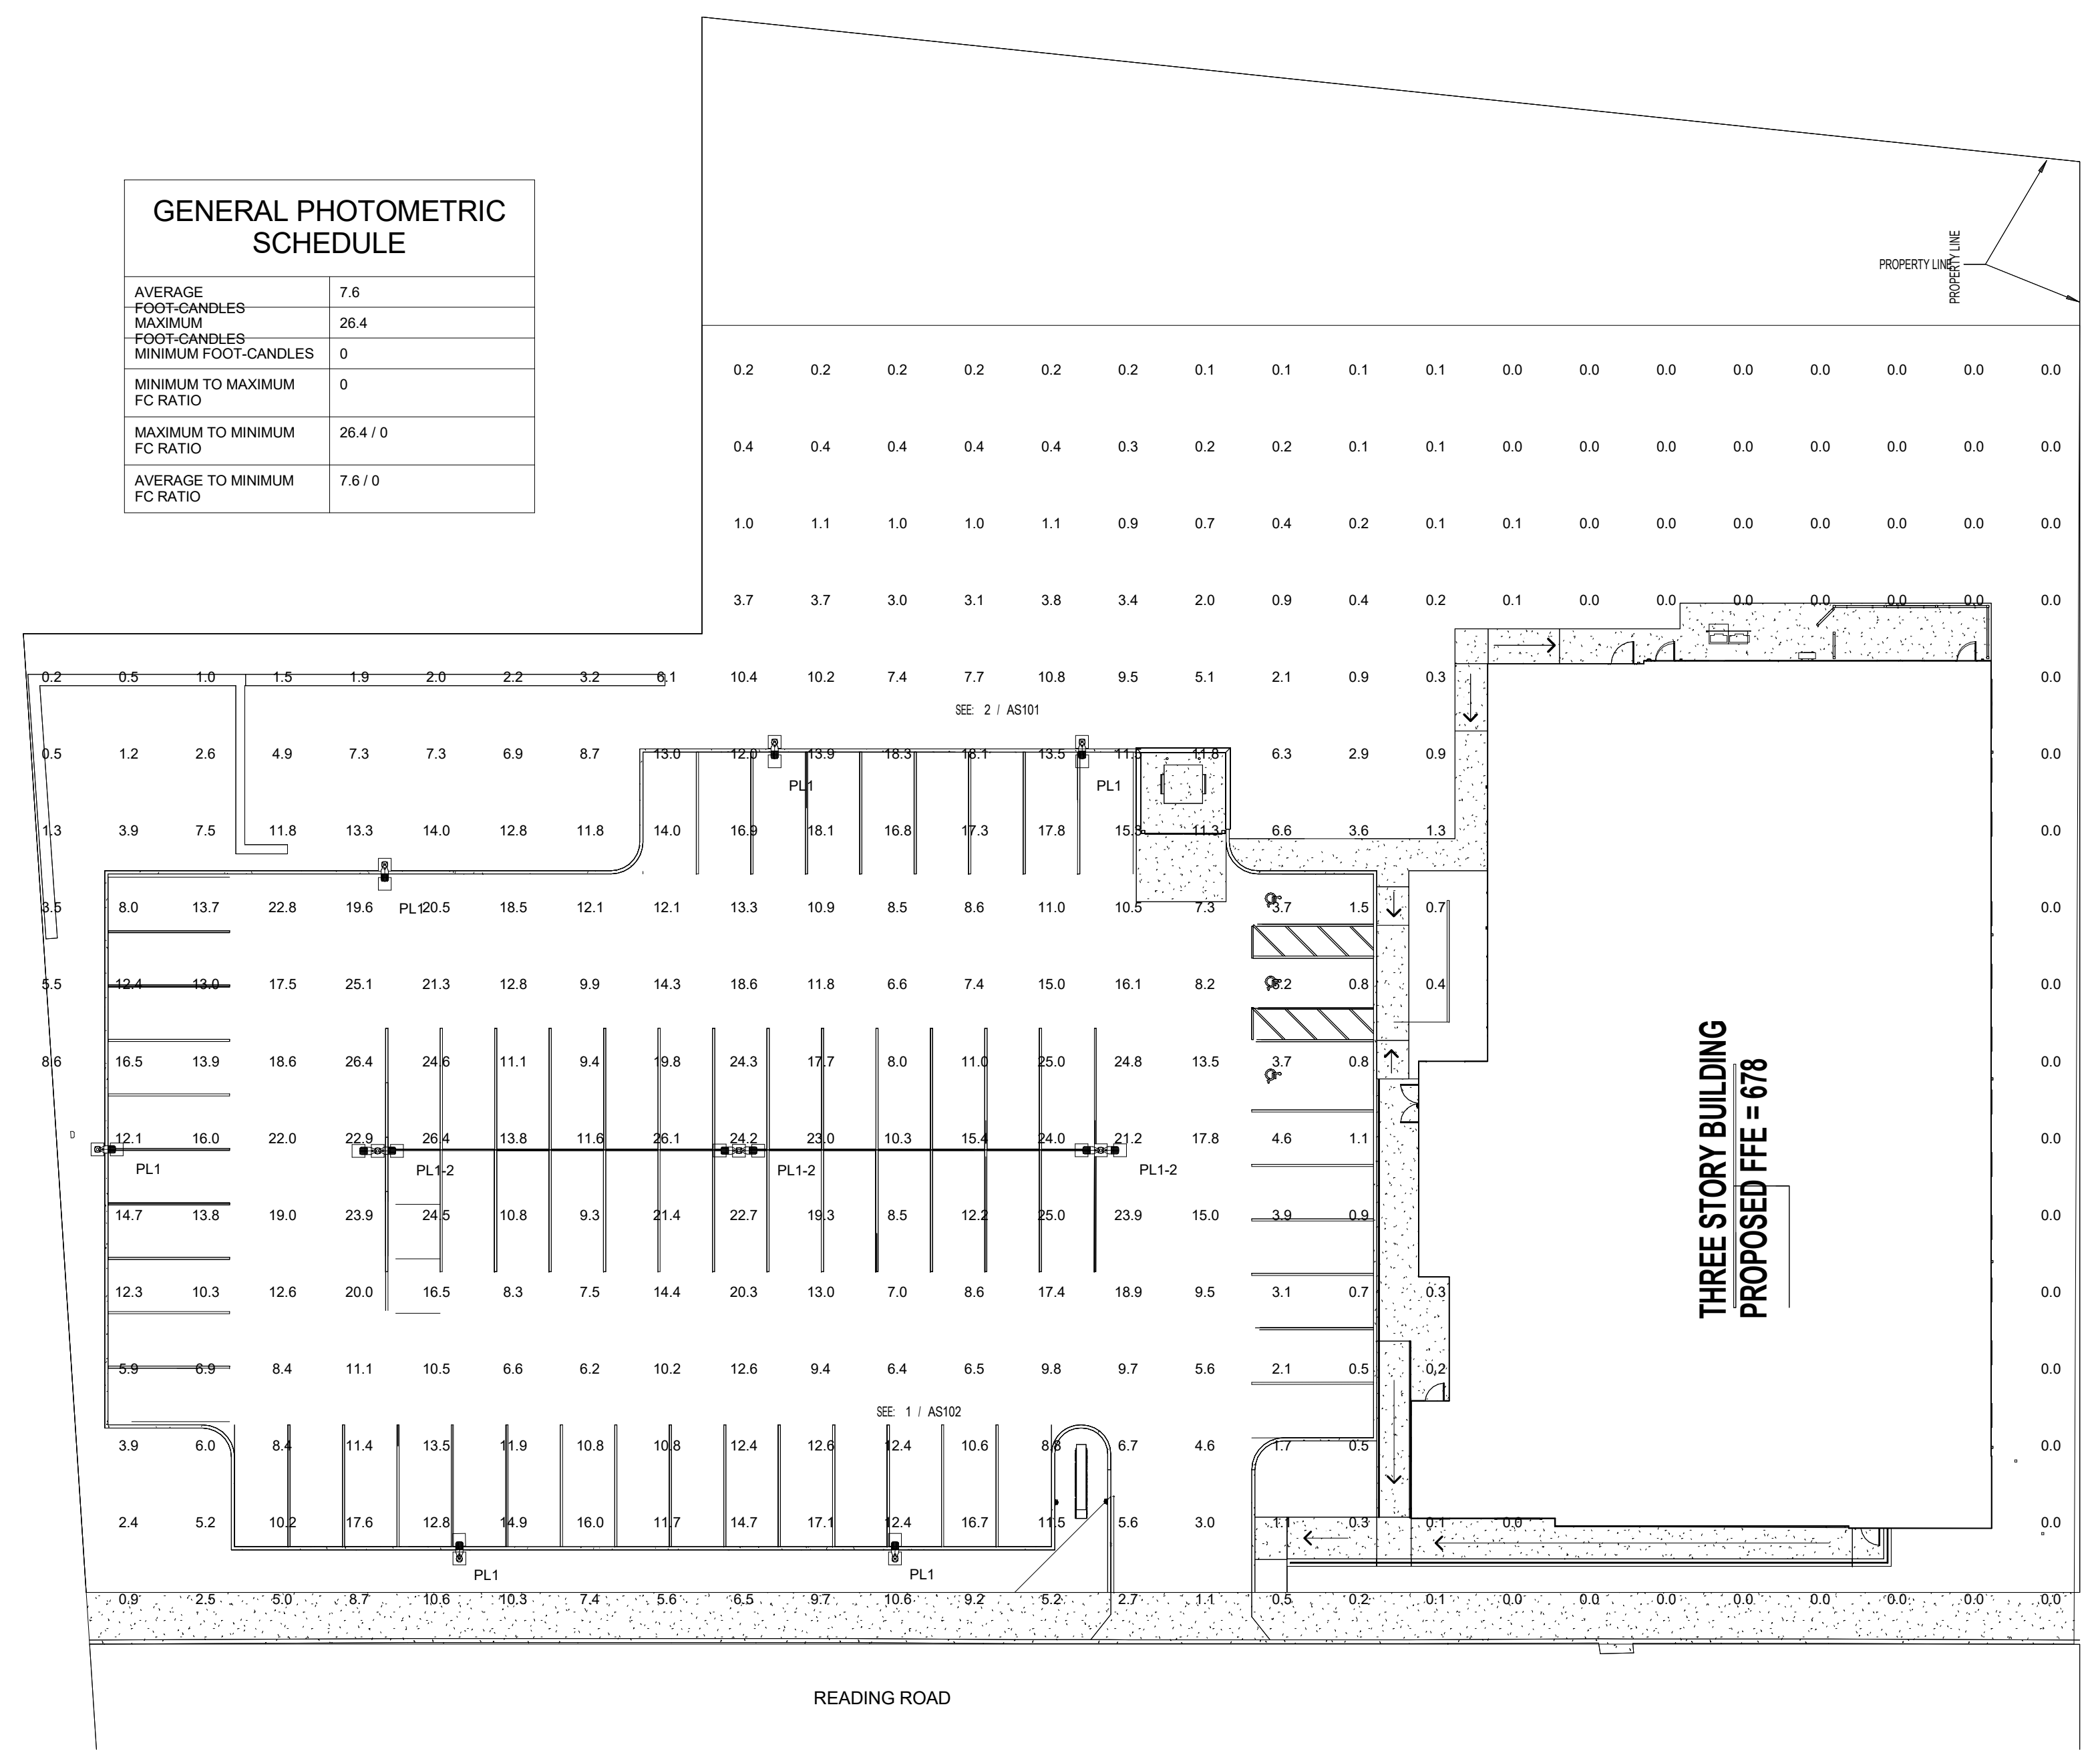 GENERAL PHOTOMETRIC
SCHEDULE
AVERAGE
FOOT-CANDLES
7.6
MAXIMUM
FOOT-CANDLES
26.4
MINIMUM FOOT-CANDLES
0
MINIMUM TO MAXIMUM
FC RATIO
0
MAXIMUM TO MINIMUM
FC RATIO
26.4 / 0
AVERAGE TO MINIMUM
FC RATIO
7.6 / 0
PROPERTY LINE
PROPERTY LINE
0.2 0.2 0.2 0.2 0.2 0.2 0.1 0.1 0.1 0.1 0.0 0.0 0.0 0.0 0.0 0.0 0.0 0.0
0.4 0.4 0.4 0.4 0.4 0.3 0.2 0.2 0.1 0.1 0.0 0.0 0.0 0.0 0.0 0.0 0.0 0.0
1.0 1.1 1.0 1.0 1.1 0.9 0.7 0.4 0.2 0.1 0.1 0.0 0.0 0.0 0.0 0.0 0.0 0.0
3.7 3.7 3.0 3.1 3.8 3.4 2.0 0.9 0.4 0.2 0.1 0.0 0.0 0.0 0.0 0.0 0.0 0.0
0.2 0.5 1.0 1.5 1.9 2.0 2.2 3.2 6.1 10.4 10.2 7.4 7.7 10.8 9.5 5.1 2.1 0.9 0.3 0.0
SEE: 2 / AS101
0.5 1.2 2.6 4.9 7.3 7.3 6.9 8.7 13.0 12.0 13.9 18.3 18.1 13.5 11.8 6.3 2.9 0.9 0.0
PL1 PL1
1.3 3.9 7.5 11.8 13.3 14.0 12.8 11.8 14.0 16.9 18.1 16.8 17.3 17.8 15.3 11.3 6.6 3.6 1.3 0.0
3.5 8.0 13.7 22.8 19.6 PL1 20.5 18.5 12.1 12.1 13.3 10.9 8.5 8.6 11.0 10.5 7.3 3.7 1.5 0.7 0.0
5.5 12.4 13.0 17.5 25.1 21.3 12.8 9.9 14.3 18.6 11.8 6.6 7.4 15.0 16.1 8.2 0.8 0.4 0.0
8.6 16.5 13.9 18.6 26.4 24.6 11.1 9.4 19.8 24.3 17.7 8.0 11.0 25.0 24.8 13.5 3.7 0.8 0.0
D
12.1 16.0 22.0 22.9 26.4 13.8 11.6 26.1 24.2 23.0 10.3 15.4 24.0 21.2 17.8 4.6 1.1 0.0
PL1 PL1-2 PL1-2 PL1-2
14.7 13.8 19.0 23.9 24.5 10.8 9.3 21.4 22.7 19.3 8.5 12.2 25.0 23.9 15.0 3.9 0.9 0.0
12.3 10.3 12.6 20.0 16.5 8.3 7.5 14.4 20.3 13.0 7.0 8.6 17.4 18.9 9.5 3.1 0.7 0.3 0.0
THREE STORY BUILDING
PROPOSED FFE = 678
5.9 6.9 8.4 11.1 10.5 6.6 6.2 10.2 12.6 9.4 6.4 6.5 9.8 9.7 5.6 2.1 0.5 0.2 0.0
SEE: 1 / AS102
3.9 6.0 8.4 11.4 13.5 11.9 10.8 10.8 12.4 12.6 12.4 10.6 8.8 6.7 4.6 1.7 0.5 0.0
2.4 5.2 10.2 17.6 12.8 14.9 16.0 11.7 14.7 17.1 12.4 16.7 11.5 5.6 3.0 1.1 0.3 0.1 0.0 0.0
PL1 PL1
0.9 2.5 5.0 8.7 10.6 10.3 7.4 5.6 6.5 9.7 10.6 9.2 5.2 2.7 1.1 0.5 0.2 0.1 0.0 0.0 0.0 0.0 0.0 0.0 0.0 0.0
READING ROAD